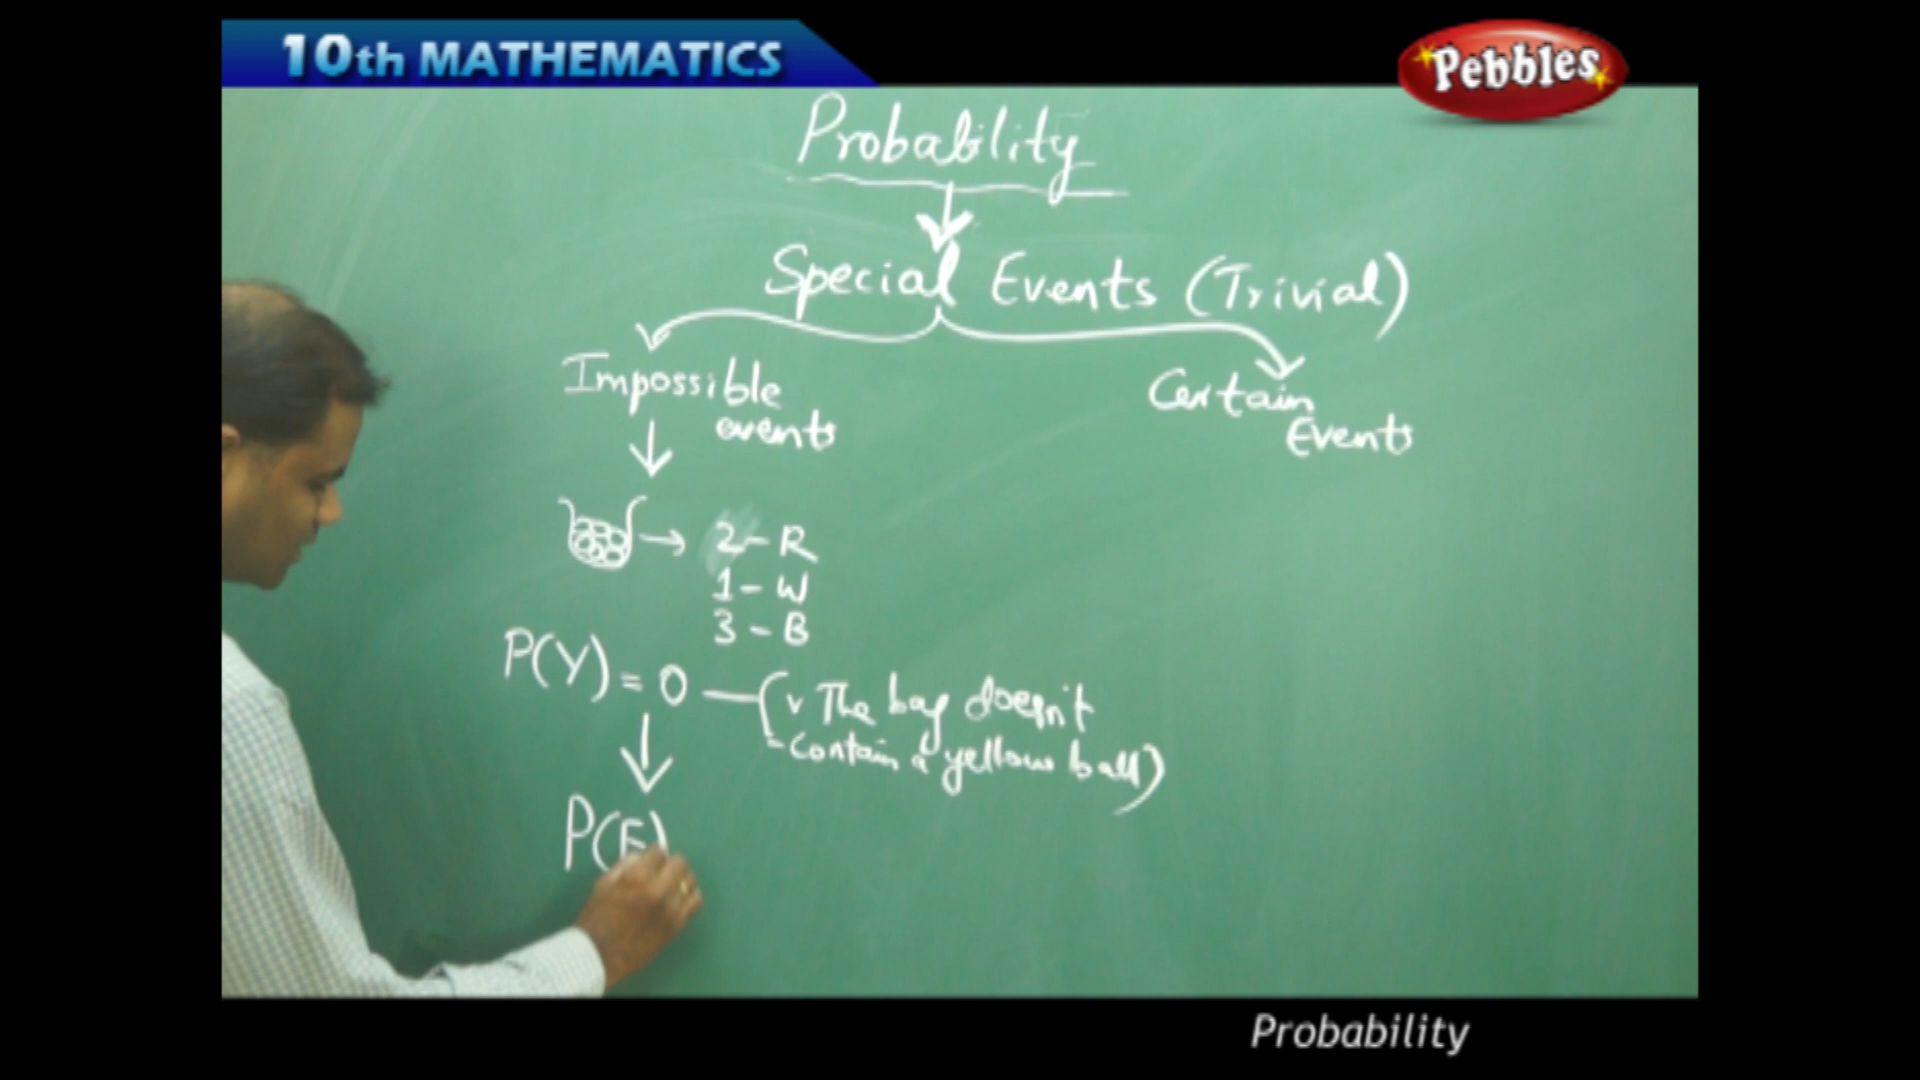 10th MATHEMATICS
Pebbles
Probability
Special Events (Trivial)
Impossible
events
Certain
Events
2 - R
1 - W
3 - B
P(Y) = 0 — (∵ The bag doesn't
contain a yellow ball)
P(E)
Probability